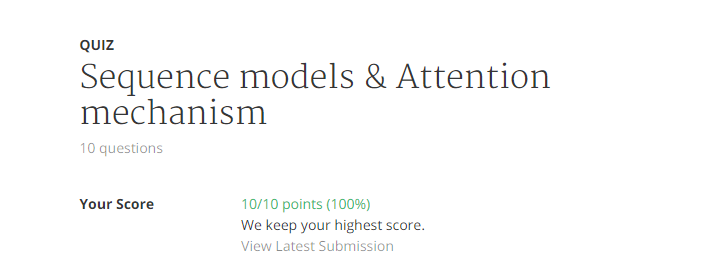 QUIZ
Sequence models & Attention
mechanism
10 questions
Your Score 10/10 points (100%)
We keep your highest score.
View Latest Submission